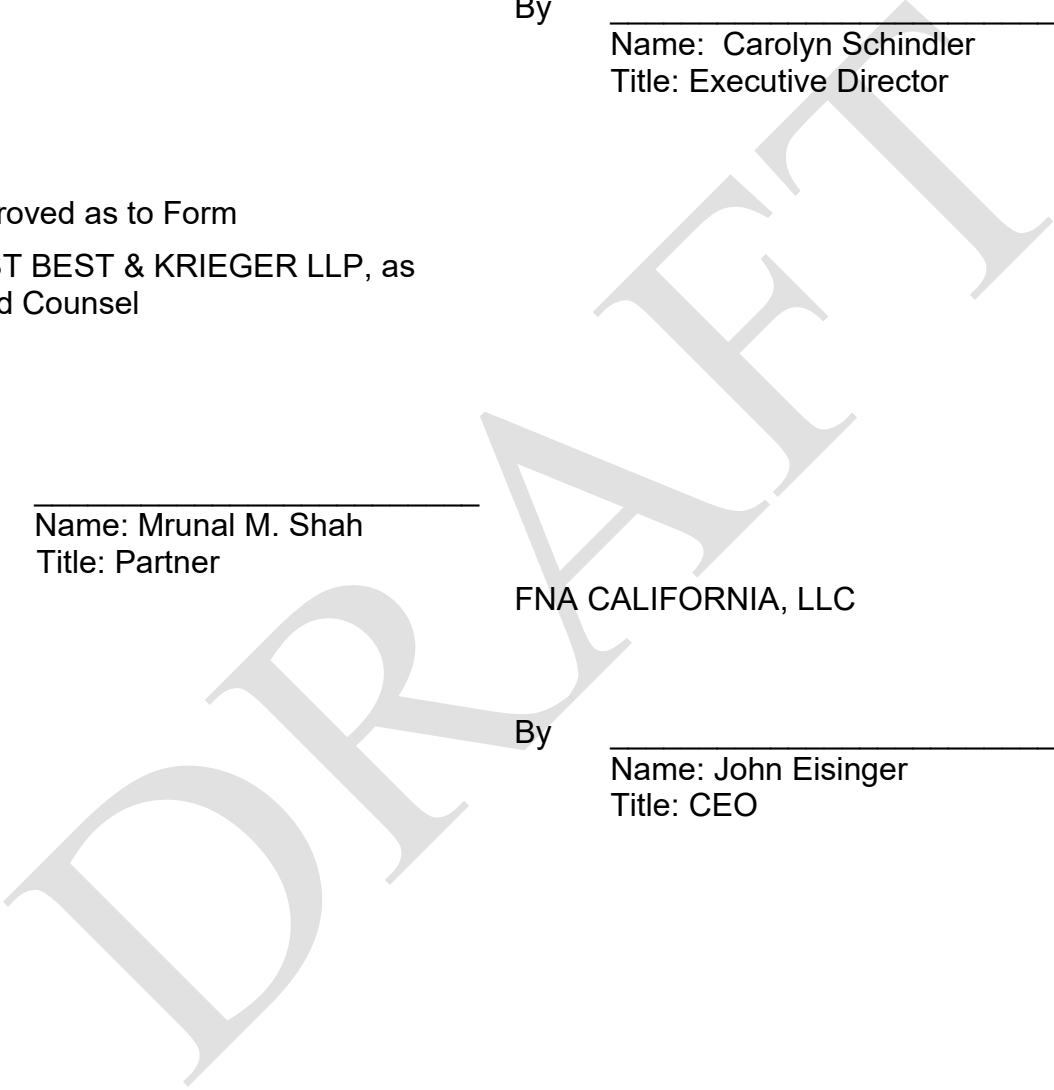 By
Name: Carolyn Schindler
Title: Executive Director
roved as to Form
BEST & KRIEGER LLP, as
Counsel
Name: Mrunal M. Shah
Title: Partner
FNA CALIFORNIA, LLC
By
Name: John Eisinger
Title: CEO
DRAFT